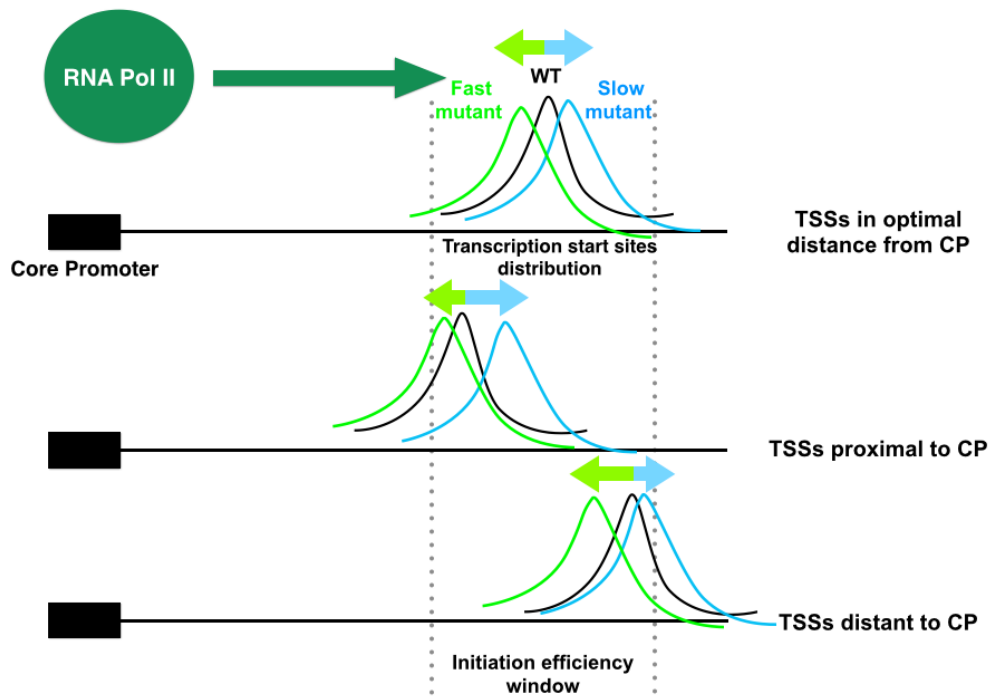 RNA Pol II
WT
Fast
mutant
Slow
mutant
TSSs in optimal
distance from CP
Core Promoter
Transcription start sites
distribution
TSSs proximal to CP
TSSs distant to CP
Initiation efficiency
window